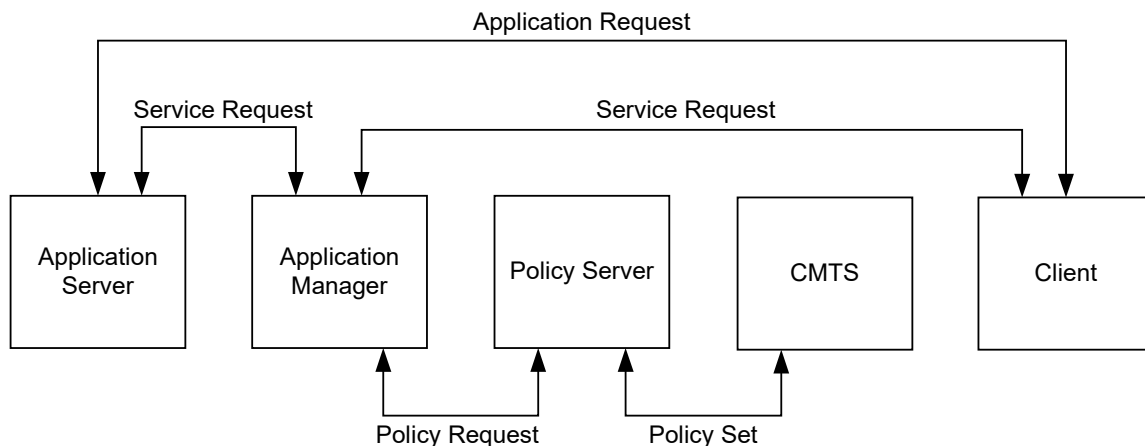 Application Request
Service Request
Service Request
Application
Server
Application
Manager
Policy Server
CMTS
Client
Policy Request
Policy Set